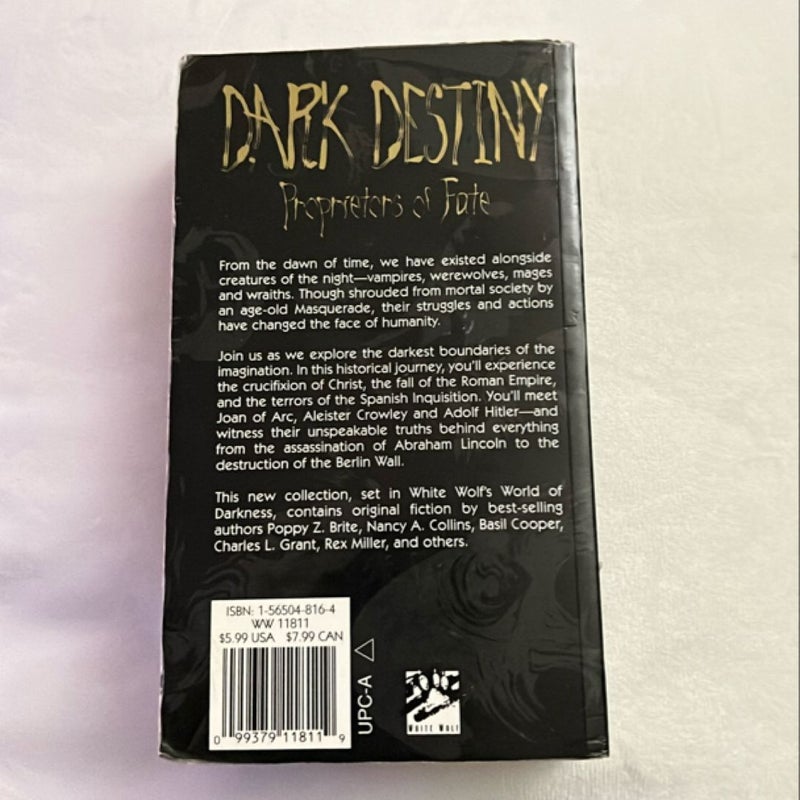 DARK DESTINY
Proprietors of Fate
From the dawn of time, we have existed alongside
creatures of the night—vampires, werewolves, mages
and wraiths. Though shrouded from mortal society by
an age-old Masquerade, their struggles and actions
have changed the face of humanity.
Join us as we explore the darkest boundaries of the
imagination. In this historical journey, you'll experience
the crucifixion of Christ, the fall of the Roman Empire,
and the terrors of the Spanish Inquisition. You'll meet
Joan of Arc, Aleister Crowley and Adolf Hitler—and
witness their unspeakable truths behind everything
from the assassination of Abraham Lincoln to the
destruction of the Berlin Wall.
This new collection, set in White Wolf's World of
Darkness, contains original fiction by best-selling
authors Poppy Z. Brite, Nancy A. Collins, Basil Cooper,
Charles L. Grant, Rex Miller, and others.
ISBN: 1-56504-816-4
WW 11811
$5.99 USA $7.99 CAN
0 99379 11811 9
UPC-A
WHITE WOLF